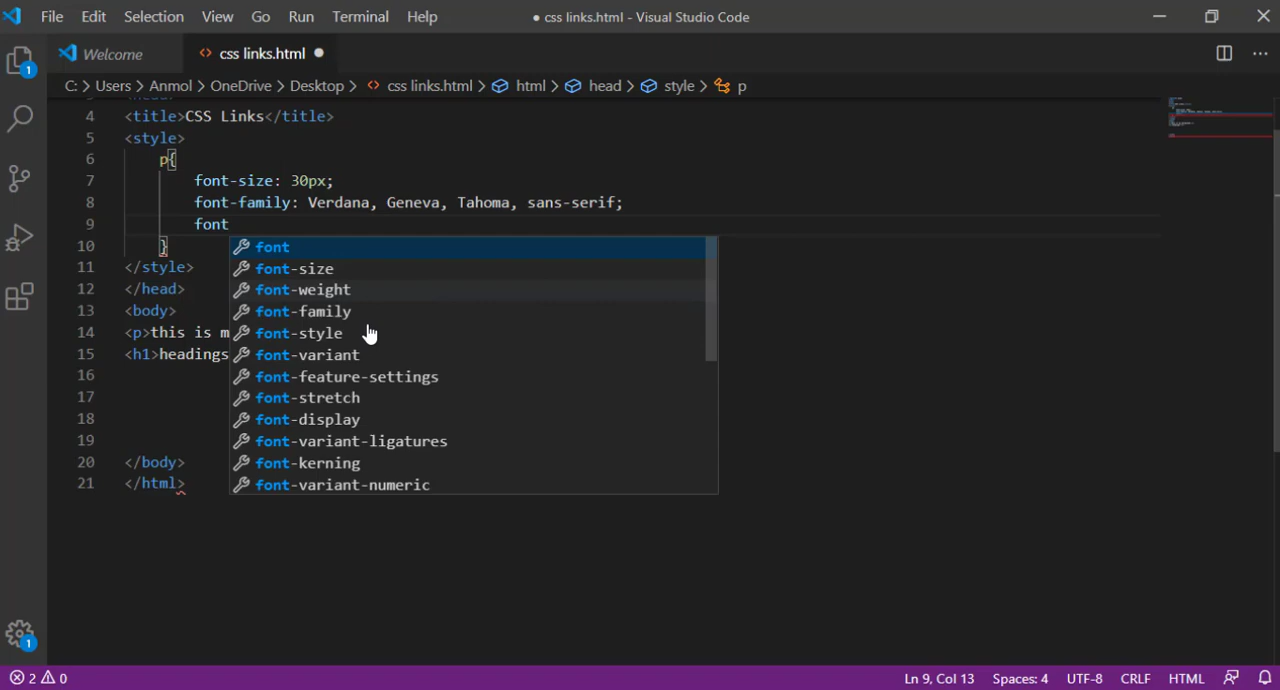 File Edit Selection View Go Run Terminal Help ● css links.html - Visual Studio Code
Welcome <> css links.html ●
C: > Users > Anmol > OneDrive > Desktop > <> css links.html > html > head > style > p
4 <title>CSS Links</title>
5 <style>
6 p{
7 font-size: 30px;
8 font-family: Verdana, Geneva, Tahoma, sans-serif;
9 font
10 }
font
11 </style>
font-size
12 </head>
font-weight
13 <body>
font-family
14 <p>this is m
font-style
15 <h1>headings
font-variant
16
font-feature-settings
17
font-stretch
18
font-display
19
font-variant-ligatures
20 </body>
font-kerning
21 </html>
font-variant-numeric
1
1
2 0 Ln 9, Col 13 Spaces: 4 UTF-8 CRLF HTML